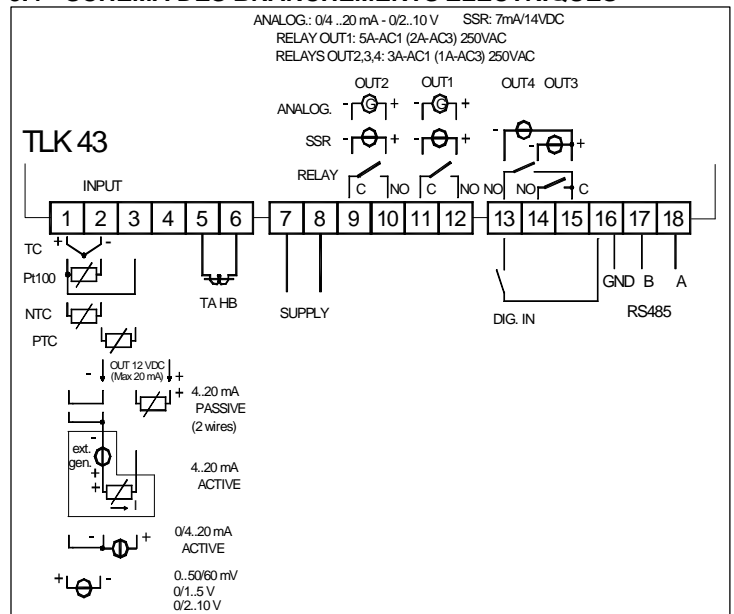 ANALOG.: 0/4 ..20 mA - 0/2..10 V SSR: 7mA/14VDC
RELAY OUT1: 5A-AC1 (2A-AC3) 250VAC
RELAYS OUT2,3,4: 3A-AC1 (1A-AC3) 250VAC
OUT2 OUT1 OUT4 OUT3
ANALOG. - G + - G +
SSR - + - + - - +
TLK 43
RELAY
INPUT C NO C NO NO NO C
1 2 3 4 5 6 7 8 9 10 11 12 13 14 15 16 17 18
TC + -
Pt100
GND B A
TA HB
NTC SUPPLY DIG. IN RS485
PTC
- OUT 12 VDC +
(Max 20 mA)
+ 4..20 mA
PASSIVE
(2 wires)
-
ext.
gen.
+
+
4..20 mA
ACTIVE
I
- + 0/4..20 mA
ACTIVE
+ - 0..50/60 mV
0/1..5 V
0/2..10 V